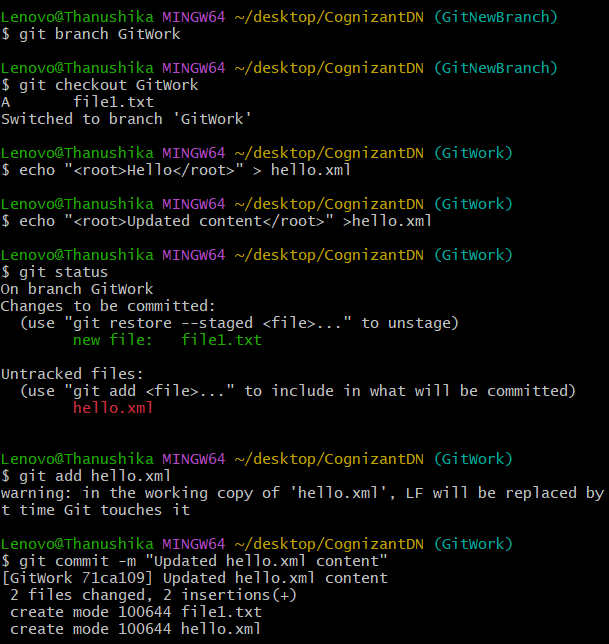 Lenovo@Thanushika MINGW64 ~/desktop/CognizantDN (GitNewBranch)
$ git branch GitWork
Lenovo@Thanushika MINGW64 ~/desktop/CognizantDN (GitNewBranch)
$ git checkout GitWork
A       file1.txt
Switched to branch 'GitWork'
Lenovo@Thanushika MINGW64 ~/desktop/CognizantDN (GitWork)
$ echo "<root>Hello</root>" > hello.xml
Lenovo@Thanushika MINGW64 ~/desktop/CognizantDN (GitWork)
$ echo "<root>Updated content</root>" >hello.xml
Lenovo@Thanushika MINGW64 ~/desktop/CognizantDN (GitWork)
$ git status
On branch GitWork
Changes to be committed:
  (use "git restore --staged <file>..." to unstage)
        new file:   file1.txt
Untracked files:
  (use "git add <file>..." to include in what will be committed)
        hello.xml
Lenovo@Thanushika MINGW64 ~/desktop/CognizantDN (GitWork)
$ git add hello.xml
warning: in the working copy of 'hello.xml', LF will be replaced by
t time Git touches it
Lenovo@Thanushika MINGW64 ~/desktop/CognizantDN (GitWork)
$ git commit -m "Updated hello.xml content"
[GitWork 71ca109] Updated hello.xml content
 2 files changed, 2 insertions(+)
 create mode 100644 file1.txt
 create mode 100644 hello.xml